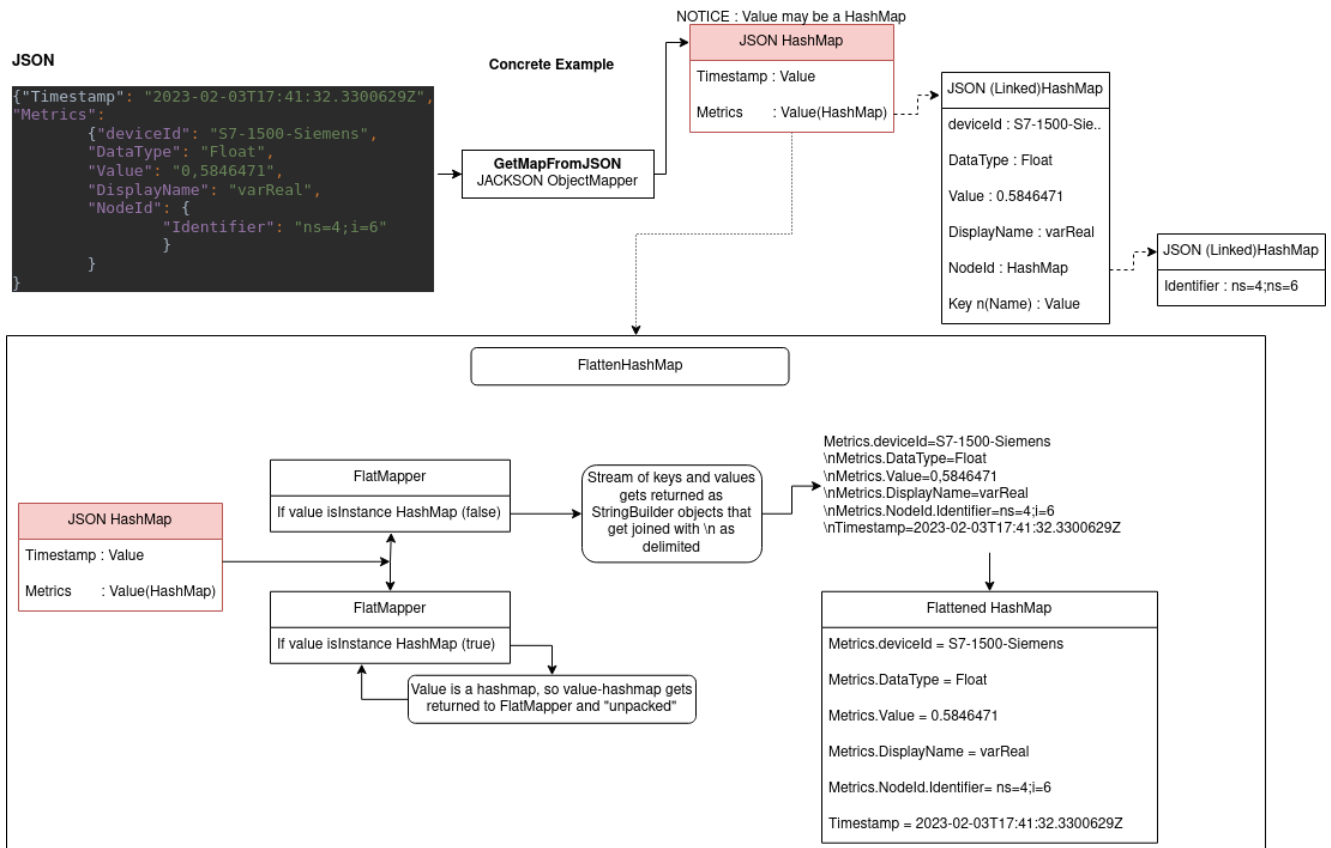 NOTICE : Value may be a HashMap
JSON
Concrete Example
{"Timestamp": "2023-02-03T17:41:32.3300629Z",
"Metrics":
{"deviceId": "S7-1500-Siemens",
"DataType": "Float",
"Value": "0,5846471",
"DisplayName": "varReal",
"NodeId": {
"Identifier": "ns=4;i=6"
}
}
}
GetMapFromJSON
JACKSON ObjectMapper
JSON HashMap
Timestamp : Value
Metrics : Value(HashMap)
JSON (Linked)HashMap
deviceId : S7-1500-Sie..
DataType : Float
Value : 0.5846471
DisplayName : varReal
NodeId : HashMap
Key n(Name) : Value
JSON (Linked)HashMap
Identifier : ns=4;ns=6
FlattenHashMap
JSON HashMap
Timestamp : Value
Metrics : Value(HashMap)
FlatMapper
If value isInstance HashMap (false)
FlatMapper
If value isInstance HashMap (true)
Value is a hashmap, so value-hashmap gets
returned to FlatMapper and "unpacked"
Stream of keys and values
gets returned as
StringBuilder objects that
get joined with \n as
delimited
Metrics.deviceId=S7-1500-Siemens
\nMetrics.DataType=Float
\nMetrics.Value=0,5846471
\nMetrics.DisplayName=varReal
\nMetrics.NodeId.Identifier=ns=4;i=6
\nTimestamp=2023-02-03T17:41:32.3300629Z
Flattened HashMap
Metrics.deviceId = S7-1500-Siemens
Metrics.DataType = Float
Metrics.Value = 0.5846471
Metrics.DisplayName = varReal
Metrics.NodeId.Identifier= ns=4;i=6
Timestamp = 2023-02-03T17:41:32.3300629Z